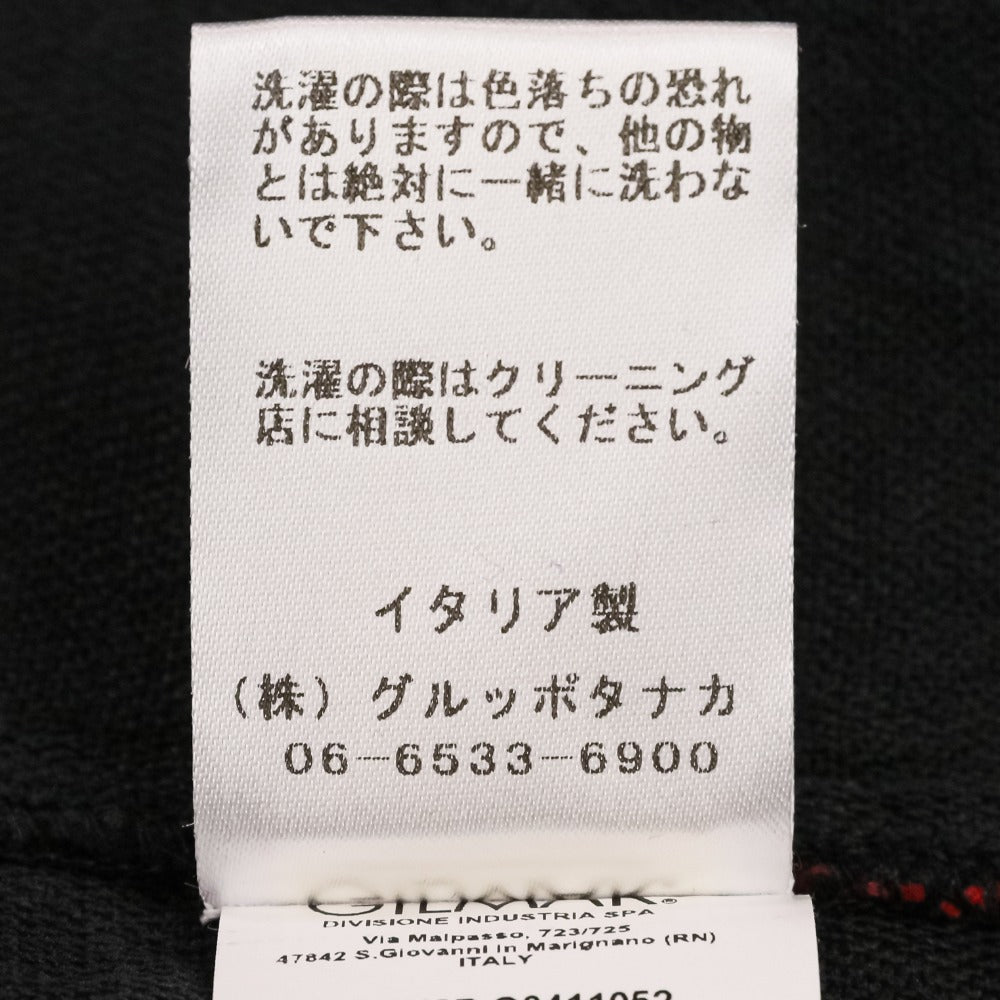 洗濯の際は色落ちの恐れ
がありますので、他の物
とは絶対に一緒に洗わな
いで下さい。
洗濯の際はクリーニング
店に相談してください。
イタリア製
（株）グルッポタナカ
06-6533-6900
GILMAR®
DIVISIONE INDUSTRIA SPA
Via Malpasso, 723/725
47842 S.Giovanni in Marignano (RN)
ITALY